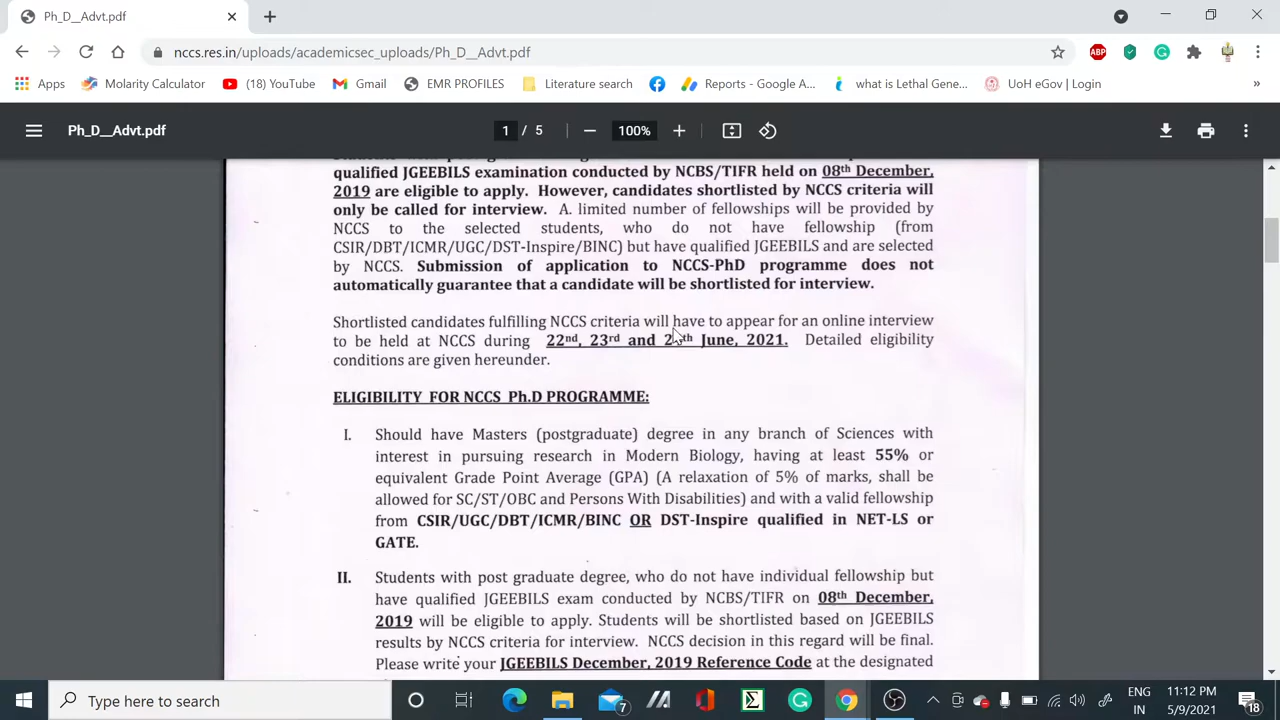 Ph_D__Advt.pdf
nccs.res.in/uploads/academicsec_uploads/Ph_D__Advt.pdf
ABP
Apps Molarity Calculator (18) YouTube Gmail EMR PROFILES Literature search Reports - Google A... what is Lethal Gene... UoH eGov | Login »
Ph_D__Advt.pdf 1 / 5 100%
qualified JGEEBILS examination conducted by NCBS/TIFR held on 08th December,
2019 are eligible to apply. However, candidates shortlisted by NCCS criteria will
only be called for interview. A. limited number of fellowships will be provided by
NCCS to the selected students, who do not have fellowship (from
CSIR/DBT/ICMR/UGC/DST-Inspire/BINC) but have qualified JGEEBILS and are selected
by NCCS. Submission of application to NCCS-PhD programme does not
automatically guarantee that a candidate will be shortlisted for interview.
Shortlisted candidates fulfilling NCCS criteria will have to appear for an online interview
to be held at NCCS during 22nd, 23rd and June, 2021. Detailed eligibility
conditions are given hereunder.
ELIGIBILITY FOR NCCS Ph.D PROGRAMME:
I. Should have Masters (postgraduate) degree in any branch of Sciences with
interest in pursuing research in Modern Biology, having at least 55% or
equivalent Grade Point Average (GPA) (A relaxation of 5% of marks, shall be
allowed for SC/ST/OBC and Persons With Disabilities) and with a valid fellowship
from CSIR/UGC/DBT/ICMR/BINC OR DST-Inspire qualified in NET-LS or
GATE.
II. Students with post graduate degree, who do not have individual fellowship but
have qualified JGEEBILS exam conducted by NCBS/TIFR on 08th December,
2019 will be eligible to apply. Students will be shortlisted based on JGEEBILS
results by NCCS criteria for interview. NCCS decision in this regard will be final.
Please write your JGEEBILS December, 2019 Reference Code at the designated
Type here to search
7
ENG
IN
11:12 PM
5/9/2021
18